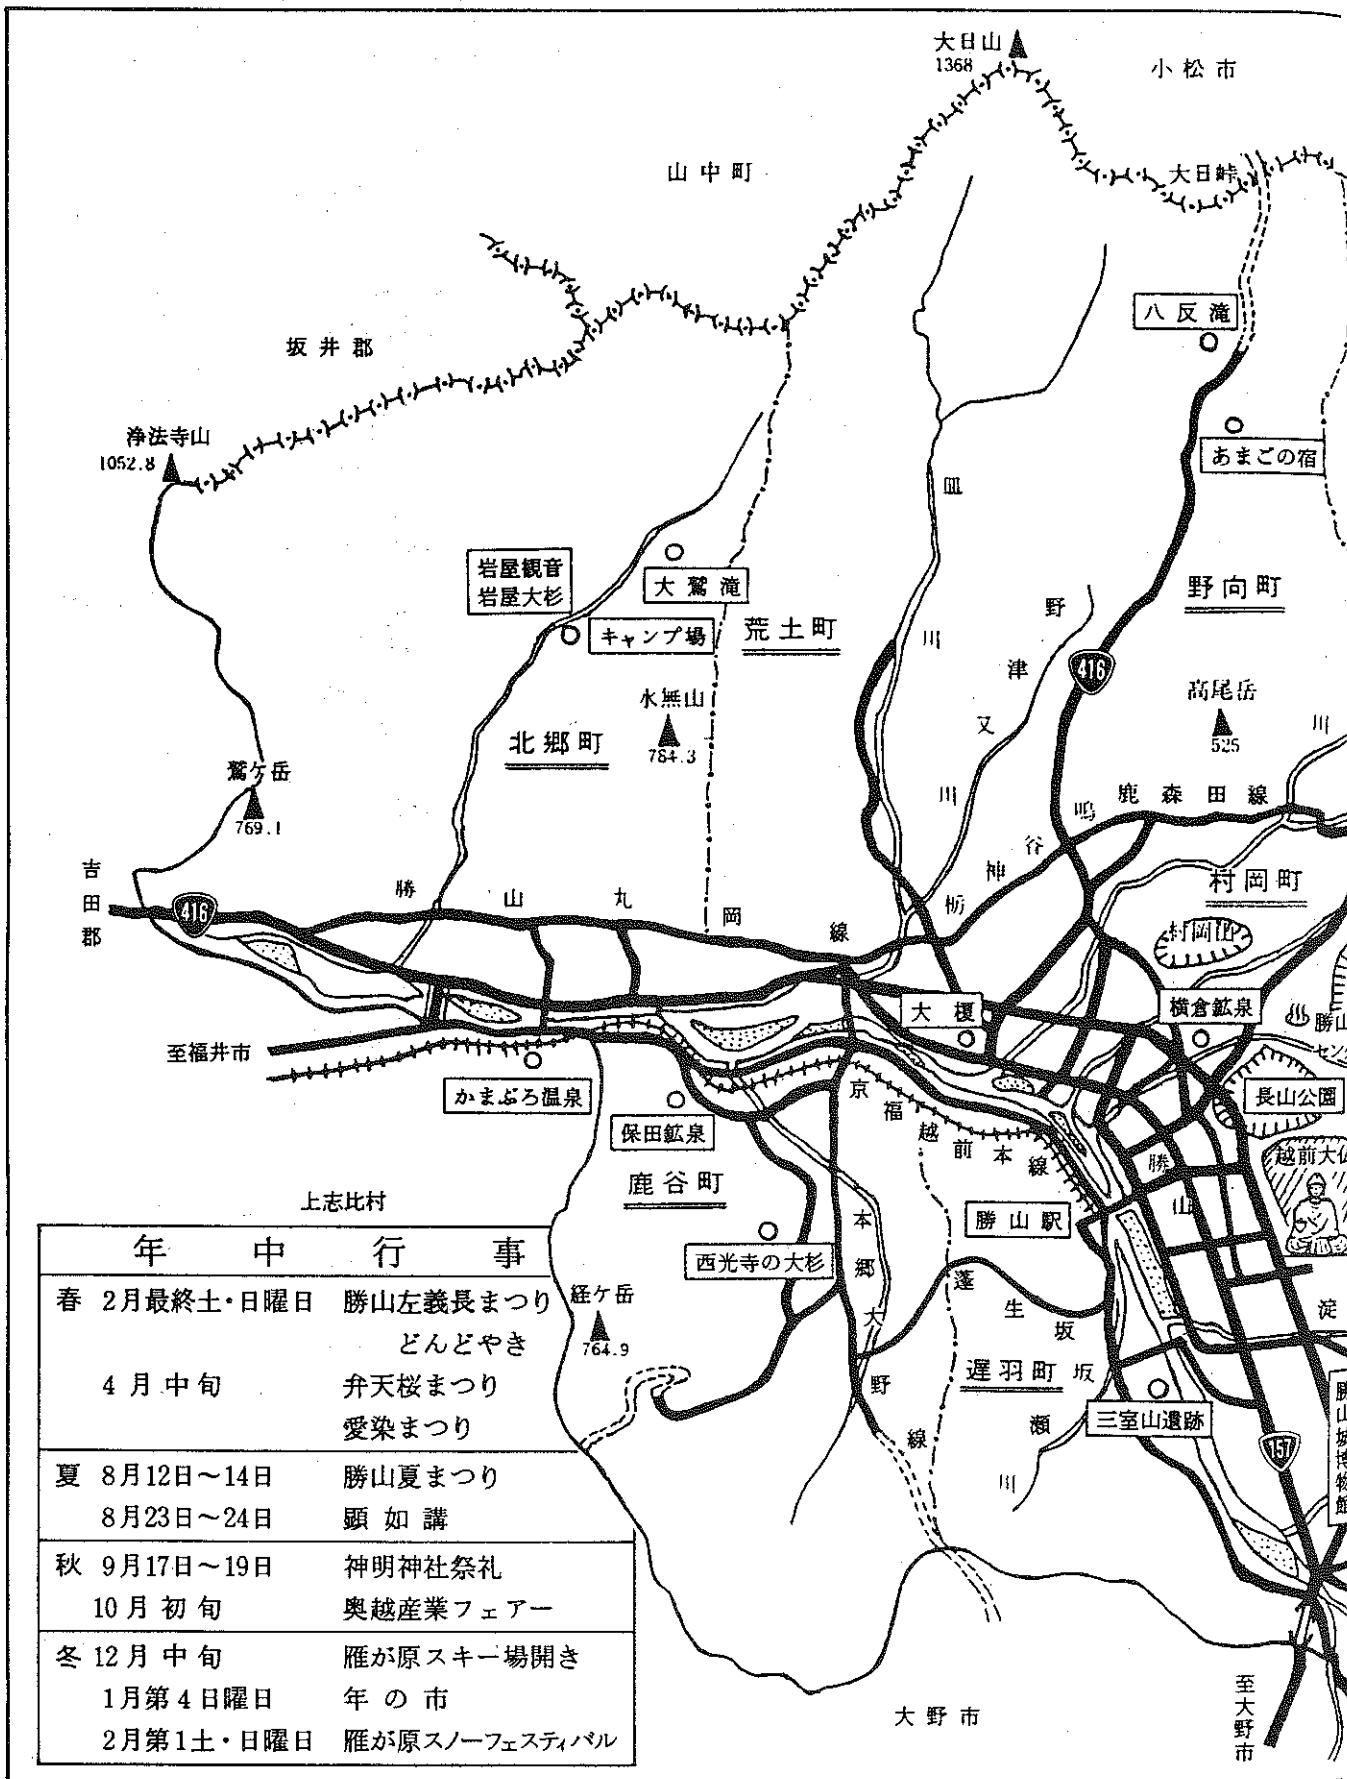 大日山
1368
小松市
山中町
大日峠
八反滝
坂井郡
浄法寺山
1052.8
あまごの宿
皿
川
岩屋観音
岩屋大杉
大鷲滝
キャンプ場
荒土町
野向町
野
津
又
川
416
水無山
784.3
高尾岳
525
川
北郷町
鷲ケ岳
769.1
栃
神
谷
鳴
鹿
森
田
線
村岡町
村岡山
吉田郡
416
勝
山
丸
岡
線
大榎
横倉鉱泉
勝山
セン
至福井市
かまぶろ温泉
保田鉱泉
京
福
越
前
本
線
長山公園
越前大仏
鹿谷町
勝
山
勝山駅
上志比村
西光寺の大杉
本
郷
大
野
線
蓬
生
坂
淀
経ケ岳
764.9
遅羽町
坂
瀬
川
三室山遺跡
157
勝山城博物館
大野市
至大野市
年中行事
春 2月最終土・日曜日 勝山左義長まつり
どんどやき
4月中旬 弁天桜まつり
愛染まつり
夏 8月12日〜14日 勝山夏まつり
8月23日〜24日 顕如講
秋 9月17日〜19日 神明神社祭礼
10月初旬 奥越産業フェアー
冬 12月中旬 雁が原スキー場開き
1月第4日曜日 年の市
2月第1土・日曜日 雁が原スノーフェスティバル